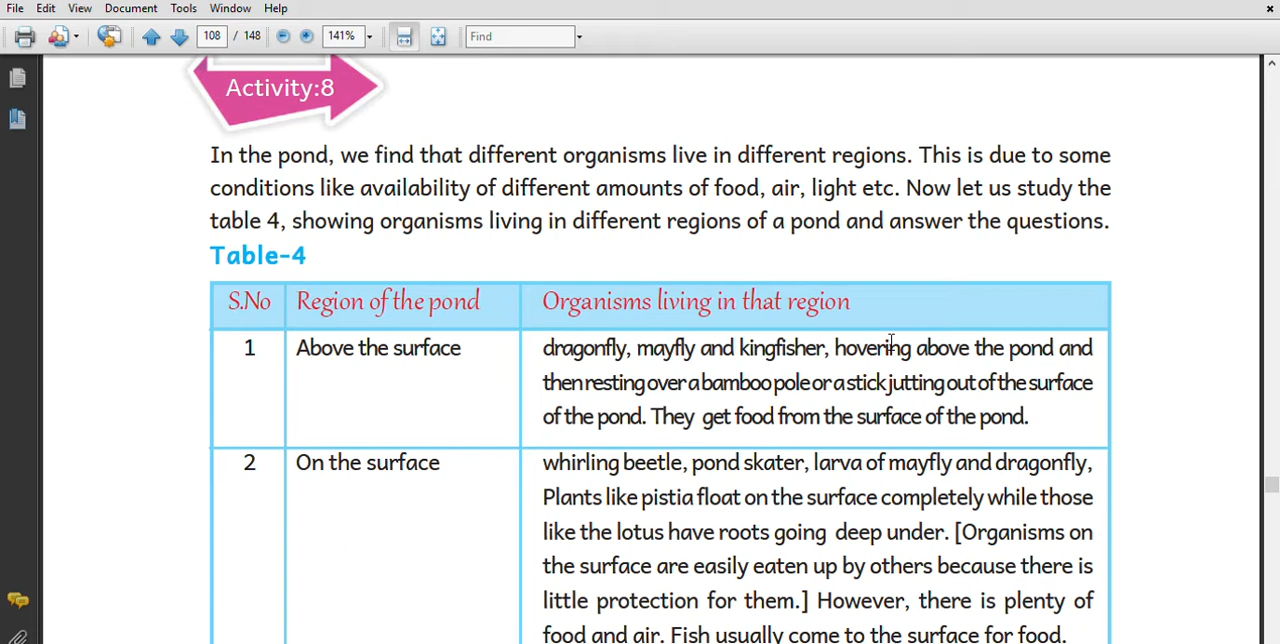 File Edit View Document Tools Window Help ×
108 / 148 141% Find
Activity:8
In the pond, we find that different organisms live in different regions. This is due to some
conditions like availability of different amounts of food, air, light etc. Now let us study the
table 4, showing organisms living in different regions of a pond and answer the questions.
Table-4
S.No Region of the pond Organisms living in that region
1 Above the surface dragonfly, mayfly and kingfisher, hovering above the pond and
then resting over a bamboo pole or a stick jutting out of the surface
of the pond. They get food from the surface of the pond.
2 On the surface whirling beetle, pond skater, larva of mayfly and dragonfly,
Plants like pistia float on the surface completely while those
like the lotus have roots going deep under. [Organisms on
the surface are easily eaten up by others because there is
little protection for them.] However, there is plenty of
food and air. Fish usually come to the surface for food.